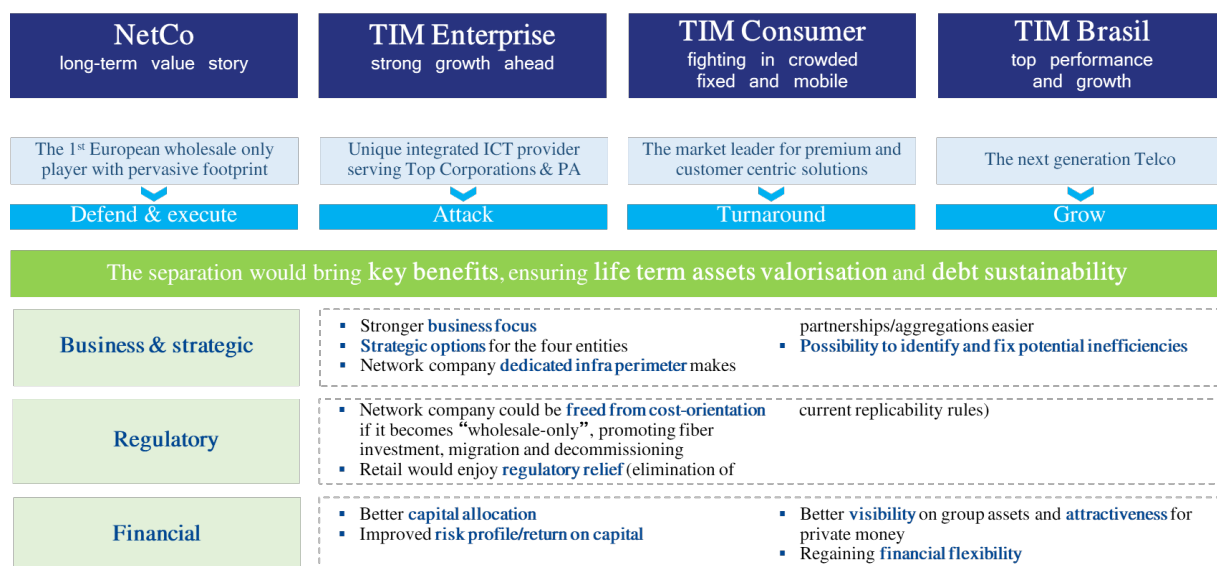 NetCo
long-term value story
TIM Enterprise
strong growth ahead
TIM Consumer
fighting in crowded
fixed and mobile
TIM Brasil
top performance
and growth
The 1st European wholesale only
player with pervasive footprint
Unique integrated ICT provider
serving Top Corporations & PA
The market leader for premium and
customer centric solutions
The next generation Telco
Defend & execute
Attack
Turnaround
Grow
The separation would bring key benefits, ensuring life term assets valorisation and debt sustainability
Business & strategic
▪ Stronger business focus
▪ Strategic options for the four entities
▪ Network company dedicated infra perimeter makes
partnerships/aggregations easier
▪ Possibility to identify and fix potential inefficiencies
Regulatory
▪ Network company could be freed from cost-orientation
if it becomes “wholesale-only”, promoting fiber
investment, migration and decommissioning
▪ Retail would enjoy regulatory relief (elimination of
current replicability rules)
Financial
▪ Better capital allocation
▪ Improved risk profile/return on capital
▪ Better visibility on group assets and attractiveness for
private money
▪ Regaining financial flexibility